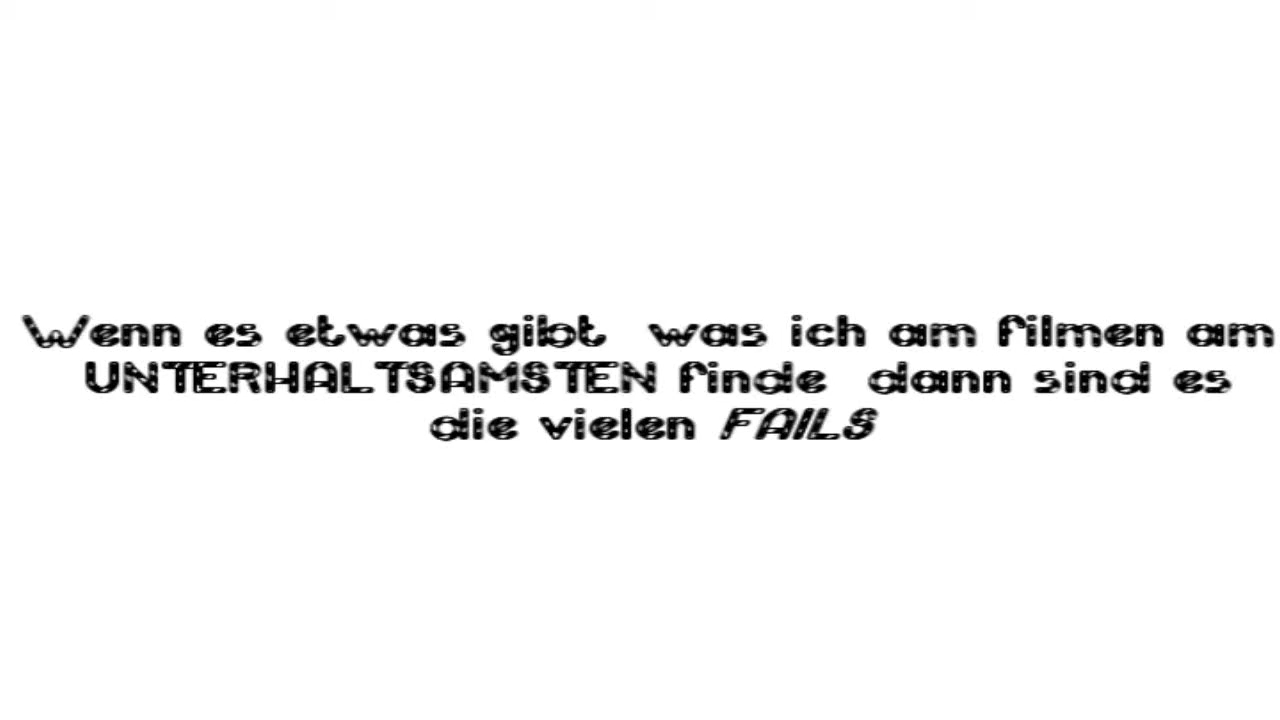 Wenn es etwas gibt  was ich am filmen am
UNTERHALTSAMSTEN finde  dann sind es
die vielen FAILS